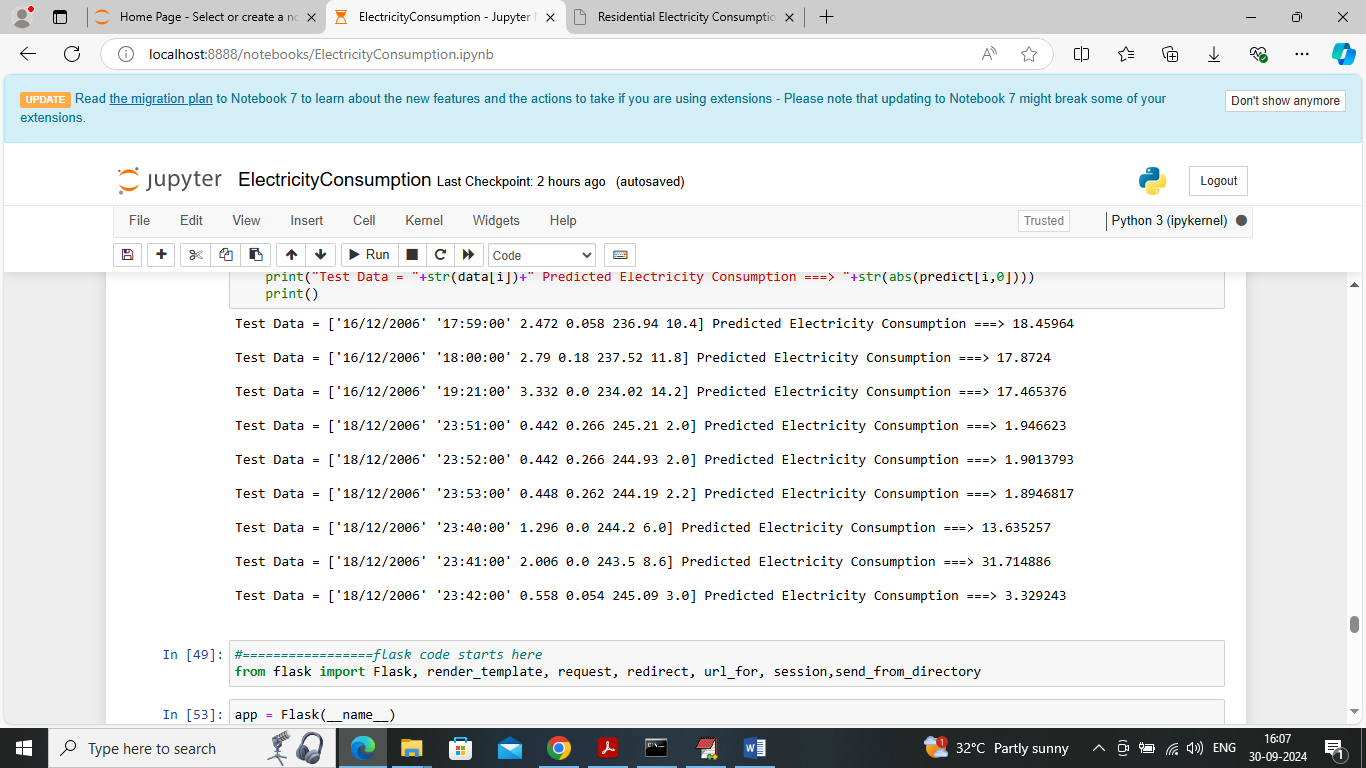 Home Page - Select or create a no
ElectricityConsumption - Jupyter
Residential Electricity Consumptio
localhost:8888/notebooks/ElectricityConsumption.ipynb
UPDATE Read the migration plan to Notebook 7 to learn about the new features and the actions to take if you are using extensions - Please note that updating to Notebook 7 might break some of your
extensions.
Don't show anymore
jupyter ElectricityConsumption Last Checkpoint: 2 hours ago (autosaved)
Logout
File Edit View Insert Cell Kernel Widgets Help
Trusted
Python 3 (ipykernel)
Run
Code
print("Test Data = "+str(data[i])+" Predicted Electricity Consumption ===> "+str(abs(predict[i,0])))
print()
Test Data = ['16/12/2006' '17:59:00' 2.472 0.058 236.94 10.4] Predicted Electricity Consumption ===> 18.45964
Test Data = ['16/12/2006' '18:00:00' 2.79 0.18 237.52 11.8] Predicted Electricity Consumption ===> 17.8724
Test Data = ['16/12/2006' '19:21:00' 3.332 0.0 234.02 14.2] Predicted Electricity Consumption ===> 17.465376
Test Data = ['18/12/2006' '23:51:00' 0.442 0.266 245.21 2.0] Predicted Electricity Consumption ===> 1.946623
Test Data = ['18/12/2006' '23:52:00' 0.442 0.266 244.93 2.0] Predicted Electricity Consumption ===> 1.9013793
Test Data = ['18/12/2006' '23:53:00' 0.448 0.262 244.19 2.2] Predicted Electricity Consumption ===> 1.8946817
Test Data = ['18/12/2006' '23:40:00' 1.296 0.0 244.2 6.0] Predicted Electricity Consumption ===> 13.635257
Test Data = ['18/12/2006' '23:41:00' 2.006 0.0 243.5 8.6] Predicted Electricity Consumption ===> 31.714886
Test Data = ['18/12/2006' '23:42:00' 0.558 0.054 245.09 3.0] Predicted Electricity Consumption ===> 3.329243
In [49]: #=================flask code starts here
from flask import Flask, render_template, request, redirect, url_for, session,send_from_directory
In [53]: app = Flask(__name__)
Type here to search
32°C Partly sunny
ENG
16:07
30-09-2024